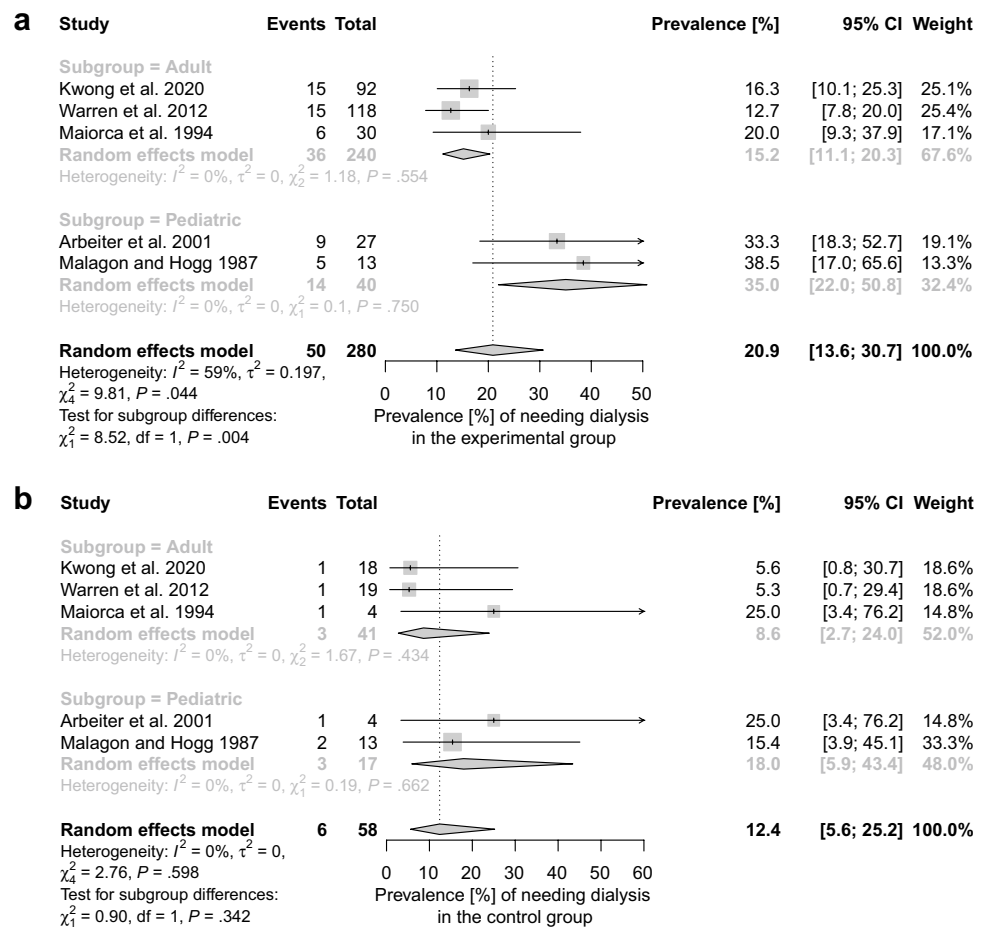 a
Study Events Total Prevalence [%] 95% CI Weight
Subgroup = Adult
Kwong et al. 2020 15 92 16.3 [10.1; 25.3] 25.1%
Warren et al. 2012 15 118 12.7 [7.8; 20.0] 25.4%
Maiorca et al. 1994 6 30 20.0 [9.3; 37.9] 17.1%
Random effects model 36 240 15.2 [11.1; 20.3] 67.6%
Heterogeneity: I² = 0%, τ² = 0, χ²₂ = 1.18, P = .554
Subgroup = Pediatric
Arbeiter et al. 2001 9 27 33.3 [18.3; 52.7] 19.1%
Malagon and Hogg 1987 5 13 38.5 [17.0; 65.6] 13.3%
Random effects model 14 40 35.0 [22.0; 50.8] 32.4%
Heterogeneity: I² = 0%, τ² = 0, χ²₁ = 0.1, P = .750
Random effects model 50 280 20.9 [13.6; 30.7] 100.0%
Heterogeneity: I² = 59%, τ² = 0.197,
χ²₄ = 9.81, P = .044
Test for subgroup differences:
χ²₁ = 8.52, df = 1, P = .004
0 10 20 30 40 50
Prevalence [%] of needing dialysis
in the experimental group
b
Study Events Total Prevalence [%] 95% CI Weight
Subgroup = Adult
Kwong et al. 2020 1 18 5.6 [0.8; 30.7] 18.6%
Warren et al. 2012 1 19 5.3 [0.7; 29.4] 18.6%
Maiorca et al. 1994 1 4 25.0 [3.4; 76.2] 14.8%
Random effects model 3 41 8.6 [2.7; 24.0] 52.0%
Heterogeneity: I² = 0%, τ² = 0, χ²₂ = 1.67, P = .434
Subgroup = Pediatric
Arbeiter et al. 2001 1 4 25.0 [3.4; 76.2] 14.8%
Malagon and Hogg 1987 2 13 15.4 [3.9; 45.1] 33.3%
Random effects model 3 17 18.0 [5.9; 43.4] 48.0%
Heterogeneity: I² = 0%, τ² = 0, χ²₁ = 0.19, P = .662
Random effects model 6 58 12.4 [5.6; 25.2] 100.0%
Heterogeneity: I² = 0%, τ² = 0,
χ²₄ = 2.76, P = .598
Test for subgroup differences:
χ²₁ = 0.90, df = 1, P = .342
0 10 20 30 40 50 60
Prevalence [%] of needing dialysis
in the control group